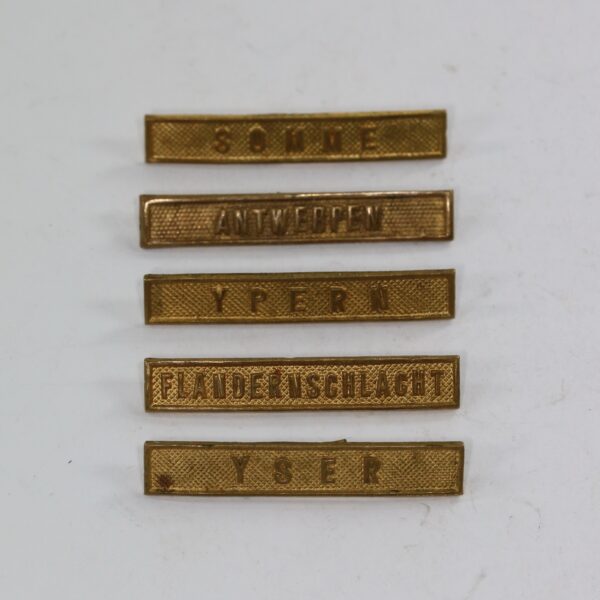 SOMME
ANTWERPEN
YPERN
FLANDERNSCHLACHT
YSER